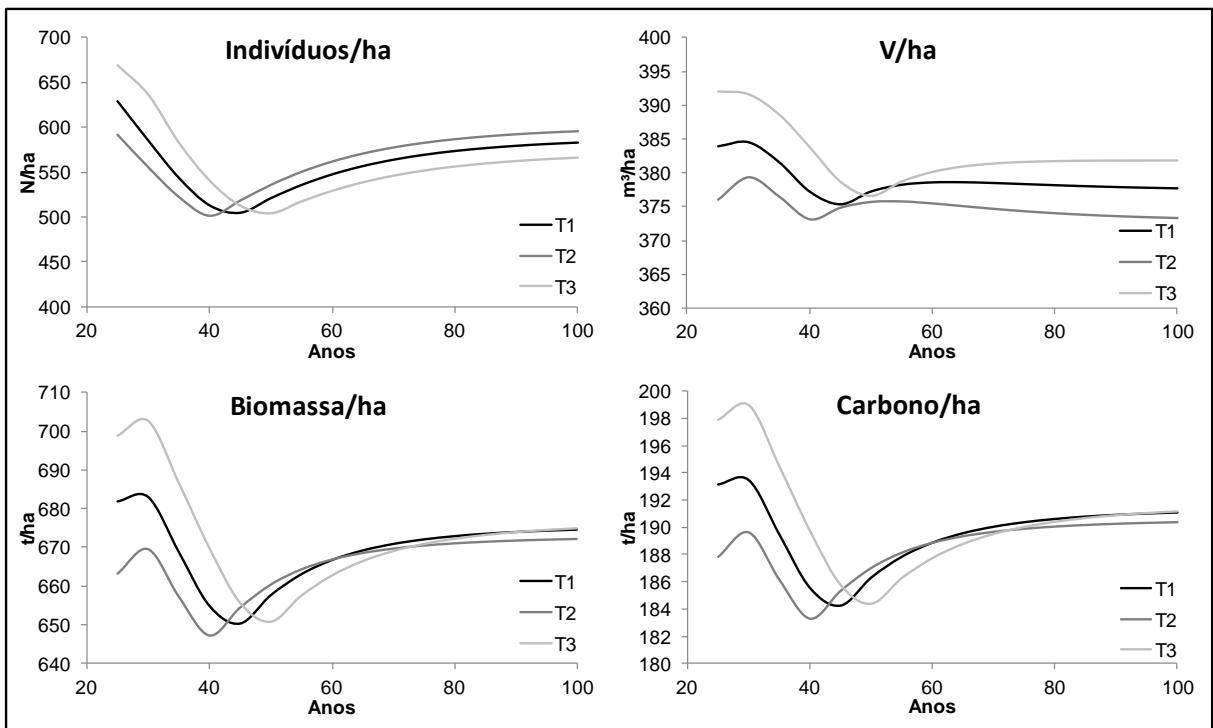 Indivíduos/ha
N/ha
700
650
600
550
500
450
400
20
40
60
80
100
Anos
T1
T2
T3
V/ha
m³/ha
400
395
390
385
380
375
370
365
360
20
40
60
80
100
Anos
T1
T2
T3
Biomassa/ha
t/ha
710
700
690
680
670
660
650
640
20
40
60
80
100
Anos
T1
T2
T3
Carbono/ha
t/ha
200
198
196
194
192
190
188
186
184
182
180
20
40
60
80
100
Anos
T1
T2
T3